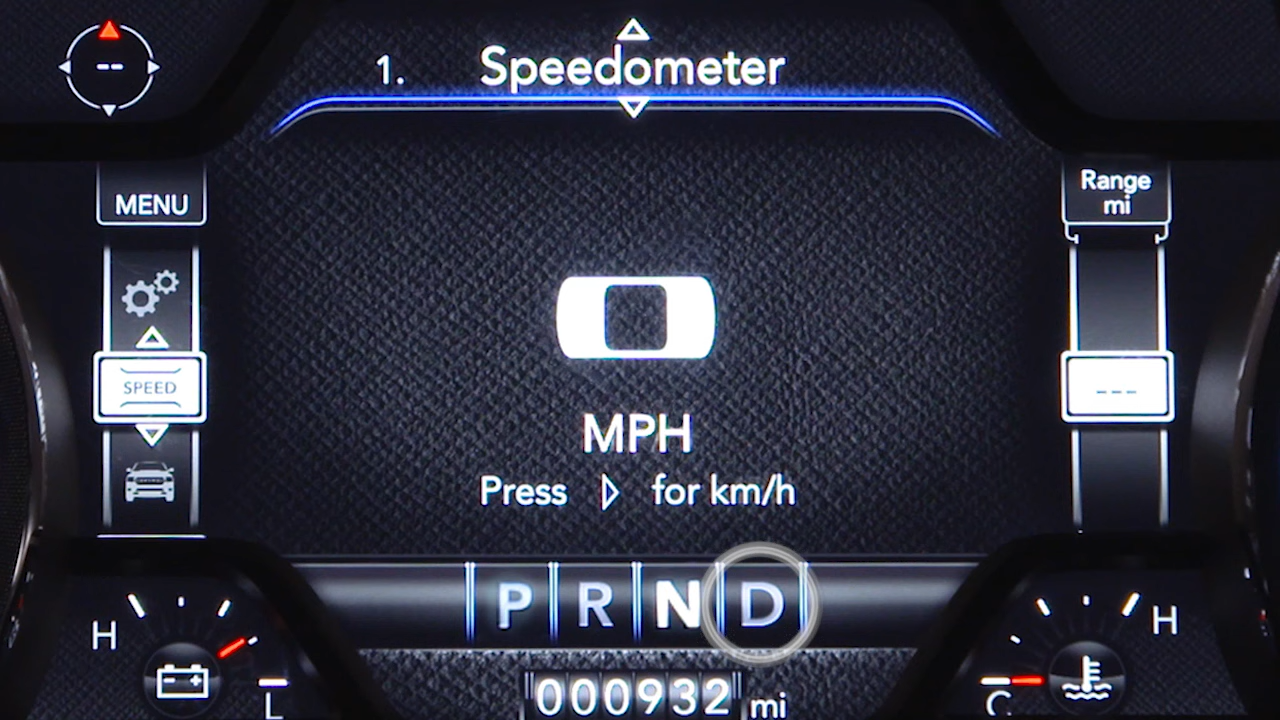 --
1. Speedometer
MENU
Range
mi
SPEED
---
0
MPH
Press for km/h
P R N D
H
H
L
000932 mi
C